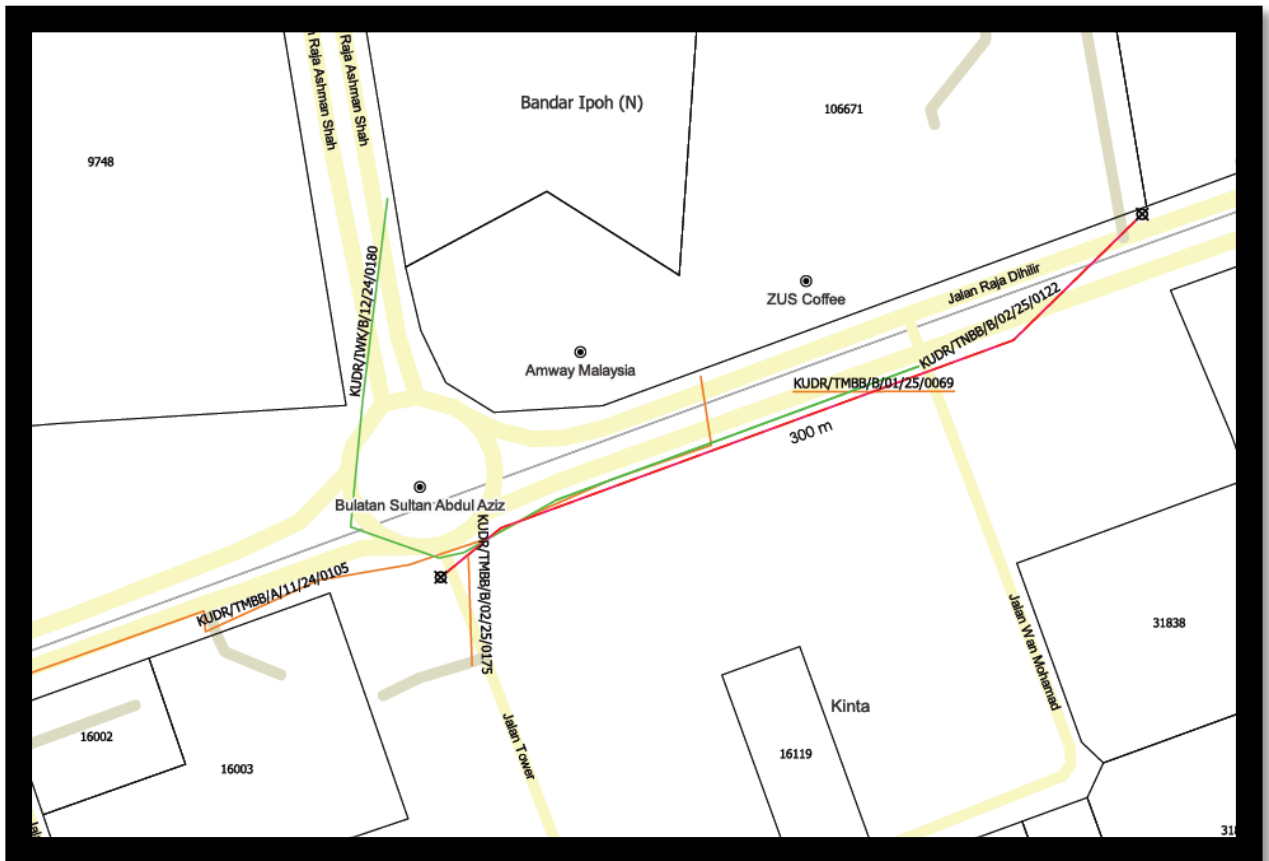 Raja Ashman Shah
Raja Ashman Shah
Bandar Ipoh (N)
106671
9748
KUDR/IWK/B/12/24/0180
ZUS Coffee
Jalan Raja Dihilir
KUDR/TNBB/B/02/25/0122
Amway Malaysia
KUDR/TMBB/B/01/25/0069
300 m
Bulatan Sultan Abdul Aziz
KUDR/TMBB/A/11/24/0105
KUDR/TMBB/B/02/25/0175
Jalan Wan Mohamad
31838
Kinta
Jalan Tower
16002
16003
16119